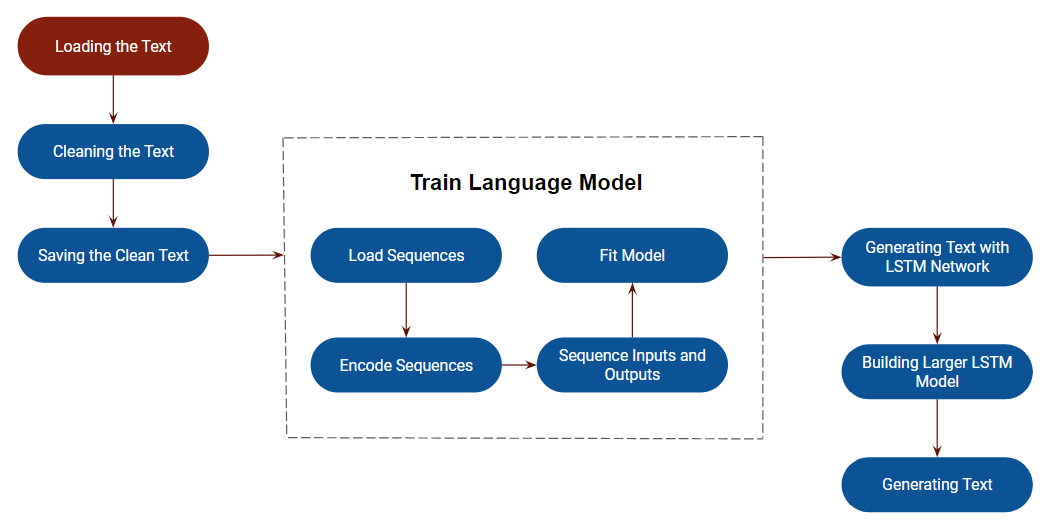 Loading the Text
Cleaning the Text
Saving the Clean Text
Train Language Model
Load Sequences
Encode Sequences
Sequence Inputs and
Outputs
Fit Model
Generating Text with
LSTM Network
Building Larger LSTM
Model
Generating Text